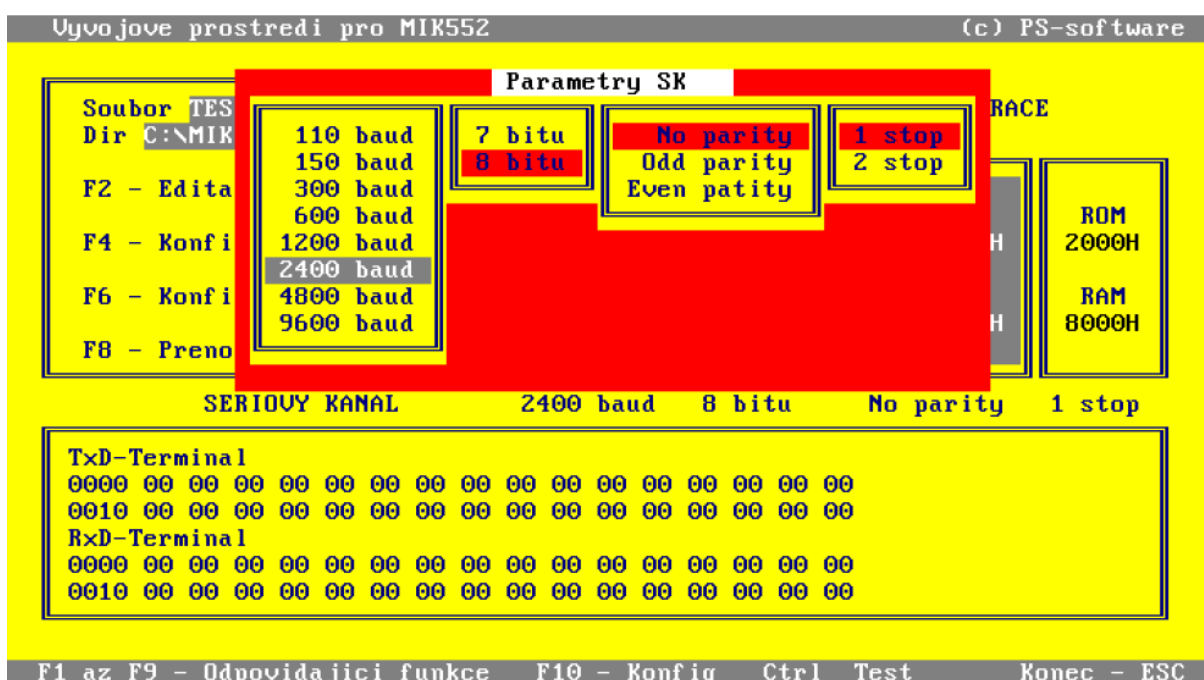 Vyvojove prostredi pro MIK552 (c) PS-software
Parametry SK
Soubor TES RACE
Dir C:\MIK 110 baud 7 bitu No parity 1 stop
150 baud 8 bitu Odd parity 2 stop
F2 - Edita 300 baud Even patity
600 baud ROM
F4 - Konfi 1200 baud H 2000H
2400 baud
F6 - Konfi 4800 baud RAM
9600 baud H 8000H
F8 - Preno
SERIOVY KANAL 2400 baud 8 bitu No parity 1 stop
TxD-Terminal
0000 00 00 00 00 00 00 00 00 00 00 00 00 00 00 00 00
0010 00 00 00 00 00 00 00 00 00 00 00 00 00 00 00 00
RxD-Terminal
0000 00 00 00 00 00 00 00 00 00 00 00 00 00 00 00 00
0010 00 00 00 00 00 00 00 00 00 00 00 00 00 00 00 00
F1 az F9 - Odpovidajici funkce F10 - Konfig Ctrl Test Konec - ESC